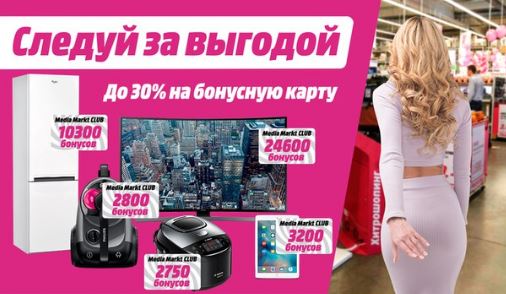 Следуй за выгодой
До 30% на бонусную карту
Media Markt CLUB
10300
бонусов
Media Markt CLUB
24600
бонусов
Media Markt CLUB
2800
бонусов
Media Markt CLUB
3200
бонусов
Media Markt CLUB
2750
бонусов
Хитрошопинг